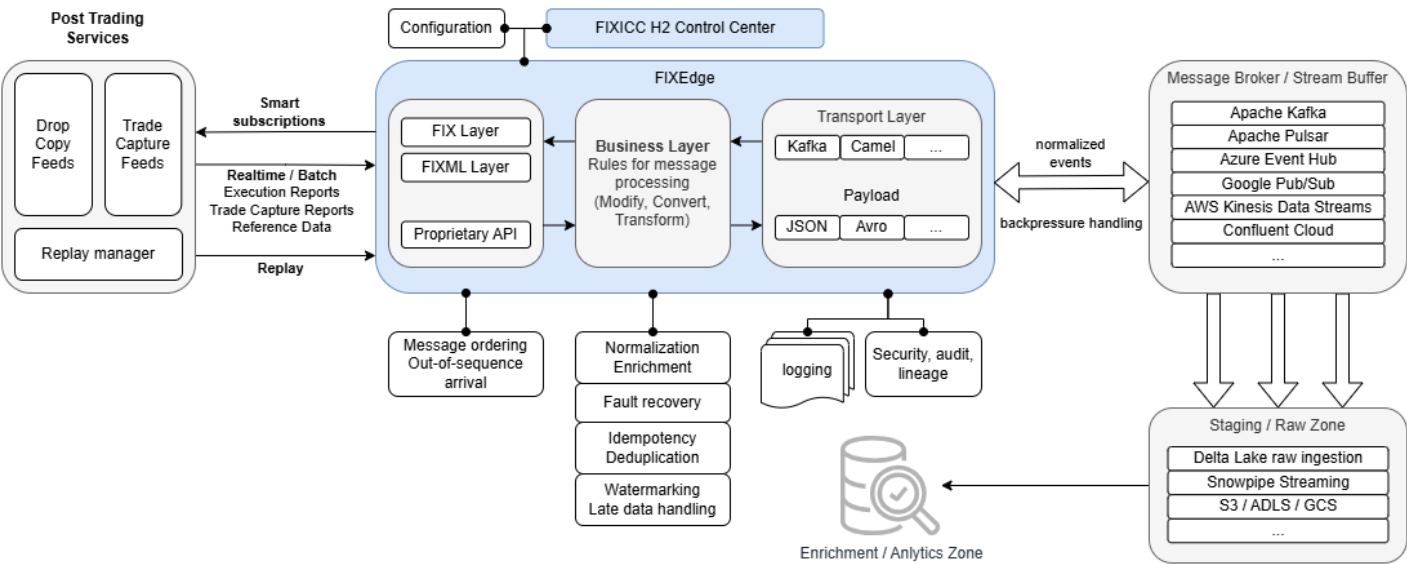 Post Trading
Services
Drop
Copy
Feeds
Trade
Capture
Feeds
Replay manager
Smart
subscriptions
Realtime / Batch
Execution Reports
Trade Capture Reports
Reference Data
Replay
Configuration
FIXICC H2 Control Center
FIXEdge
FIX Layer
FIXML Layer
Proprietary API
Business Layer
Rules for message
processing
(Modify, Convert,
Transform)
Transport Layer
Kafka
Camel
...
Payload
JSON
Avro
...
Message ordering
Out-of-sequence
arrival
Normalization
Enrichment
Fault recovery
Idempotency
Deduplication
Watermarking
Late data handling
logging
Security, audit,
lineage
normalized
events
backpressure handling
Message Broker / Stream Buffer
Apache Kafka
Apache Pulsar
Azure Event Hub
Google Pub/Sub
AWS Kinesis Data Streams
Confluent Cloud
...
Staging / Raw Zone
Delta Lake raw ingestion
Snowpipe Streaming
S3 / ADLS / GCS
...
Enrichment / Anlytics Zone